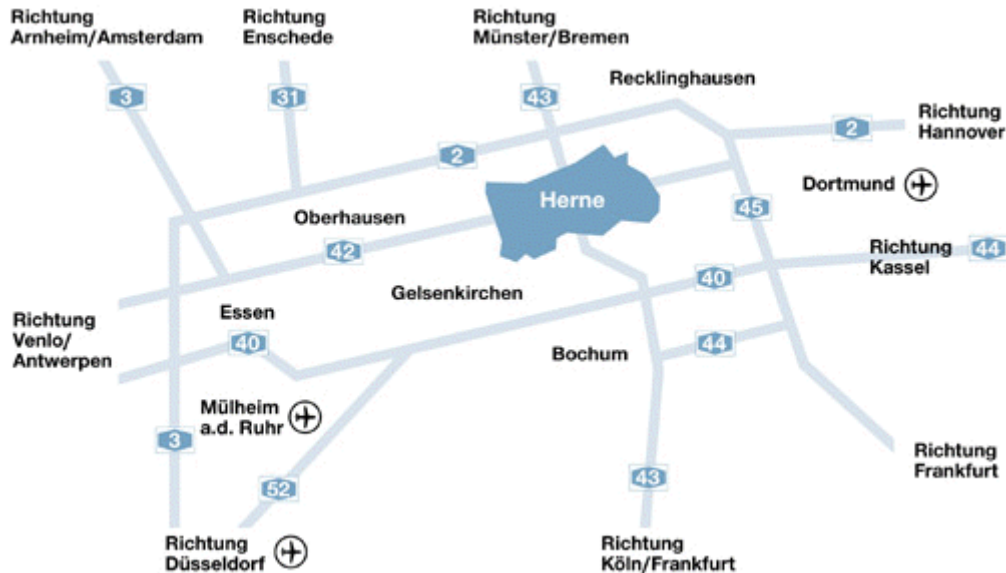 Richtung
Arnheim/Amsterdam
Richtung
Enschede
Richtung
Münster/Bremen
Recklinghausen
3
31
43
Richtung
Hannover
2
2
Dortmund
Herne
45
Oberhausen
42
Richtung
Kassel
44
40
Gelsenkirchen
Essen
Richtung
Venlo/
Antwerpen
40
Bochum
44
Mülheim
a.d. Ruhr
3
Richtung
Frankfurt
52
43
Richtung
Düsseldorf
Richtung
Köln/Frankfurt